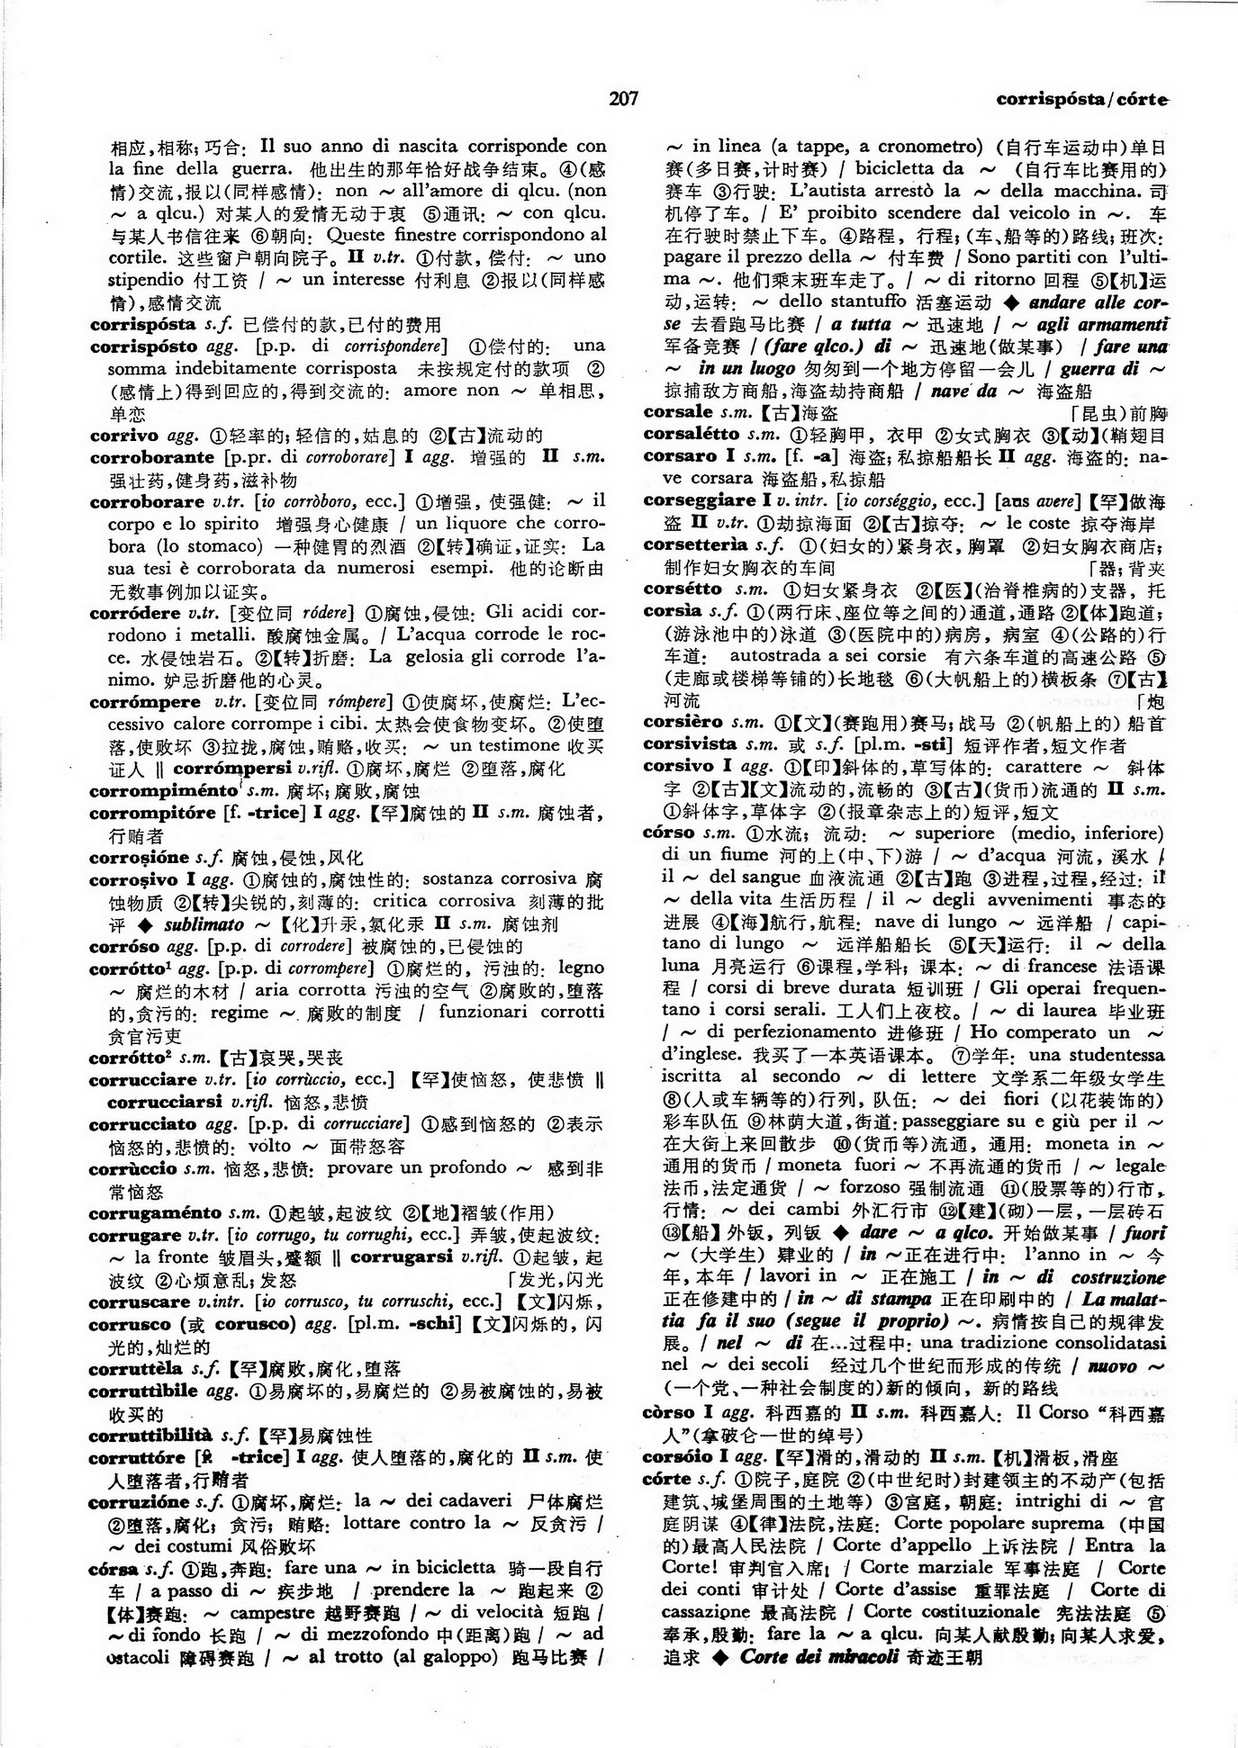 207
corrispósta/córte
相应,相称; 巧合: Il suo anno di nascita corrisponde con
la fine della guerra. 他出生的那年恰好战争结束。④(感
情)交流,报以(同样感情): non ～ all'amore di qlcu. (non
～ a qlcu.) 对某人的爱情无动于衷 ⑤通讯: ～ con qlcu.
与某人书信往来 ⑥朝向: Queste finestre corrispondono al
cortile. 这些窗户朝向院子。II v.tr. ①付款, 偿付: ～ uno
stipendio 付工资 / ～ un interesse 付利息 ②报以(同样感
情),感情交流
corrispósta s.f. 已偿付的款,已付的费用
corrispósto agg. [p.p. di corrispondere] ①偿付的: una
somma indebitamente corrisposta 未按规定付的款项 ②
(感情上)得到回应的,得到交流的: amore non ～ 单相思,
单恋
corrivo agg. ①轻率的; 轻信的,姑息的 ②【古】流动的
corroborante [p.pr. di corroborare] I agg. 增强的 II s.m.
强壮药,健身药,滋补物
corroborare v.tr. [io corròboro, ecc.] ①增强, 使强健: ～ il
corpo e lo spirito 增强身心健康 / un liquore che corro-
bora (lo stomaco) 一种健胃的烈酒 ②【转】确证,证实: La
sua tesi è corroborata da numerosi esempi. 他的论断由
无数事例加以证实。
corródere v.tr. [变位同 ródere] ①腐蚀,侵蚀: Gli acidi cor-
rodono i metalli. 酸腐蚀金属。/ L'acqua corrode le roc-
ce. 水侵蚀岩石。②【转】折磨: La gelosia gli corrode l'a-
nimo. 妒忌折磨他的心灵。
corrómpere v.tr. [变位同 rómpere] ①使腐坏,使腐烂: L'ec-
cessivo calore corrompe i cibi. 太热会使食物变坏。②使堕
落,使败坏 ③拉拢,腐蚀,贿赂,收买: ～ un testimone 收买
证人 ‖ corrómpersi v.rifl. ①腐坏,腐烂 ②堕落,腐化
corrompiménto s.m. 腐坏; 腐败,腐蚀
corrompitóre [f. -trice] I agg. 【罕】腐蚀的 II s.m. 腐蚀者,
行贿者
corroṣióne s.f. 腐蚀,侵蚀,风化
corroṣivo I agg. ①腐蚀的,腐蚀性的: sostanza corrosiva 腐
蚀物质 ②【转】尖锐的,刻薄的: critica corrosiva 刻薄的批
评 ◆ sublimato ～ 【化】升汞,氯化汞 II s.m. 腐蚀剂
corróso agg. [p.p. di corrodere] 被腐蚀的,已侵蚀的
corrótto¹ agg. [p.p. di corrompere] ①腐烂的, 污浊的: legno
～ 腐烂的木材 / aria corrotta 污浊的空气 ②腐败的,堕落
的,贪污的: regime ～. 腐败的制度 / funzionari corrotti
贪官污吏
corrótto² s.m. 【古】哀哭,哭丧
corrucciare v.tr. [io corrùccio, ecc.] 【罕】使恼怒, 使悲愤 ‖
corrucciarsi v.rifl. 恼怒,悲愤
corrucciato agg. [p.p. di corrucciare] ①感到恼怒的 ②表示
恼怒的,悲愤的: volto ～ 面带怒容
corrùccio s.m. 恼怒,悲愤: provare un profondo ～ 感到非
常恼怒
corrugaménto s.m. ①起皱,起波纹 ②【地】褶皱(作用)
corrugare v.tr. [io corrugo, tu corrughi, ecc.] 弄皱,使起波纹:
～ la fronte 皱眉头,蹙额 ‖ corrugarsi v.rifl. ①起皱, 起
波纹 ②心烦意乱; 发怒 「发光,闪光
corruscare v.intr. [io corrusco, tu corruschi, ecc.] 【文】闪烁,
corrusco (或 corusco) agg. [pl.m. -schi] 【文】闪烁的, 闪
光的,灿烂的
corruttèla s.f. 【罕】腐败,腐化,堕落
corruttìbile agg. ①易腐坏的,易腐烂的 ②易被腐蚀的,易被
收买的
corruttibilità s.f. 【罕】易腐蚀性
corruttóre [f. -trice] I agg. 使人堕落的,腐化的 II s.m. 使
人堕落者,行贿者
corruzióne s.f. ①腐坏,腐烂: la ～ dei cadaveri 尸体腐烂
②堕落,腐化; 贪污; 贿赂: lottare contro la ～ 反贪污 /
～ dei costumi 风俗败坏
córsa s.f. ①跑,奔跑: fare una ～ in bicicletta 骑一段自行
车 / a passo di ～ 疾步地 / prendere la ～ 跑起来 ②
【体】赛跑: ～ campestre 越野赛跑 / ～ di velocità 短跑 /
～ di fondo 长跑 / ～ di mezzofondo 中(距离)跑 / ～ ad
ostacoli 障碍赛跑 / ～ al trotto (al galoppo) 跑马比赛 /
～ in linea (a tappe, a cronometro) (自行车运动中)单日
赛(多日赛,计时赛) / bicicletta da ～ (自行车比赛用的)
赛车 ③行驶: L'autista arrestò la ～ della macchina. 司
机停了车。/ E' proibito scendere dal veicolo in ～. 车
在行驶时禁止下车。④路程, 行程; (车、船等的)路线; 班次:
pagare il prezzo della ～ 付车费 / Sono partiti con l'ulti-
ma ～. 他们乘末班车走了。/ ～ di ritorno 回程 ⑤【机】运
动,运转: ～ dello stantuffo 活塞运动 ◆ andare alle cor-
se 去看跑马比赛 / a tutta ～ 迅速地 / ～ agli armamenti
军备竞赛 / (fare qlco.) di ～ 迅速地(做某事) / fare una
～ in un luogo 匆匆到一个地方停留一会儿 / guerra di ～
掠捕敌方商船,海盗劫持商船 / nave da ～ 海盗船
corsale s.m. 【古】海盗 「昆虫)前胸
corsalétto s.m. ①轻胸甲, 衣甲 ②女式胸衣 ③【动】(鞘翅目
corsaro I s.m. [f. -a] 海盗; 私掠船船长 II agg. 海盗的: na-
ve corsara 海盗船,私掠船
corseggiare I v.intr. [io corséggio, ecc.] [aus avere] 【罕】做海
盗 II v.tr. ①劫掠海面 ②【古】掠夺: ～ le coste 掠夺海岸
corsetterìa s.f. ①(妇女的)紧身衣, 胸罩 ②妇女胸衣商店;
制作妇女胸衣的车间 「器; 背夹
corsétto s.m. ①妇女紧身衣 ②【医】(治脊椎病的)支器, 托
corsìa s.f. ①(两行床、座位等之间的)通道,通路 ②【体】跑道;
(游泳池中的)泳道 ③(医院中的)病房, 病室 ④(公路的)行
车道: autostrada a sei corsie 有六条车道的高速公路 ⑤
(走廊或楼梯等铺的)长地毯 ⑥(大帆船上的)横板条 ⑦【古】
河流 「炮
corsièro s.m. ①【文】(赛跑用)赛马; 战马 ②(帆船上的) 船首
corsivista s.m. 或 s.f. [pl.m. -sti] 短评作者,短文作者
corsivo I agg. ①【印】斜体的,草写体的: carattere ～ 斜体
字 ②【古】【文】流动的,流畅的 ③【古】(货币)流通的 II s.m.
①斜体字,草体字 ②(报章杂志上的)短评,短文
córso s.m. ①水流; 流动: ～ superiore (medio, inferiore)
di un fiume 河的上(中、下)游 / ～ d'acqua 河流, 溪水 /
il ～ del sangue 血液流通 ②【古】跑 ③进程,过程,经过: il
～ della vita 生活历程 / il ～ degli avvenimenti 事态的
进展 ④【海】航行,航程: nave di lungo ～ 远洋船 / capi-
tano di lungo ～ 远洋船船长 ⑤【天】运行: il ～ della
luna 月亮运行 ⑥课程,学科; 课本: ～ di francese 法语课
程 / corsi di breve durata 短训班 / Gli operai frequen-
tano i corsi serali. 工人们上夜校。/ ～ di laurea 毕业班
/ ～ di perfezionamento 进修班 / Ho comperato un ～
d'inglese. 我买了一本英语课本。⑦学年: una studentessa
iscritta al secondo ～ di lettere 文学系二年级女学生
⑧(人或车辆等的)行列, 队伍: ～ dei fiori (以花装饰的)
彩车队伍 ⑨林荫大道,街道: passeggiare su e giù per il ～
在大街上来回散步 ⑩(货币等)流通, 通用: moneta in ～
通用的货币 / moneta fuori ～ 不再流通的货币 / ～ legale
法币,法定通货 / ～ forzoso 强制流通 ⑪(股票等的)行市,
行情: ～ dei cambi 外汇行市 ⑫【建】(砌)一层, 一层砖石
⑬【船】外钣, 列钣 ◆ dare ～ a qlco. 开始做某事 / fuori
～ (大学生) 肄业的 / in ～正在进行中: l'anno in ～ 今
年, 本年 / lavori in ～ 正在施工 / in ～ di costruzione
正在修建中的 / in ～ di stampa 正在印刷中的 / La malat-
tia fa il suo (segue il proprio) ～. 病情按自己的规律发
展。/ nel ～ di 在…过程中: una tradizione consolidatasi
nel ～ dei secoli 经过几个世纪而形成的传统 / nuovo ～
(一个党、一种社会制度的)新的倾向, 新的路线
còrso I agg. 科西嘉的 II s.m. 科西嘉人: Il Corso “科西嘉
人”(拿破仑一世的绰号)
corsóio I agg. 【罕】滑的,滑动的 II s.m. 【机】滑板,滑座
córte s.f. ①院子,庭院 ②(中世纪时)封建领主的不动产(包括
建筑、城堡周围的土地等) ③宫庭, 朝庭: intrighi di ～ 宫
庭阴谋 ④【律】法院,法庭: Corte popolare suprema (中国
的)最高人民法院 / Corte d'appello 上诉法院 / Entra la
Corte! 审判官入席! / Corte marziale 军事法庭 / Corte
dei conti 审计处 / Corte d'assise 重罪法庭 / Corte di
cassazione 最高法院 / Corte costituzionale 宪法法庭 ⑤
奉承,殷勤: fare la ～ a qlcu. 向某人献殷勤; 向某人求爱,
追求 ◆ Corte dei miracoli 奇迹王朝